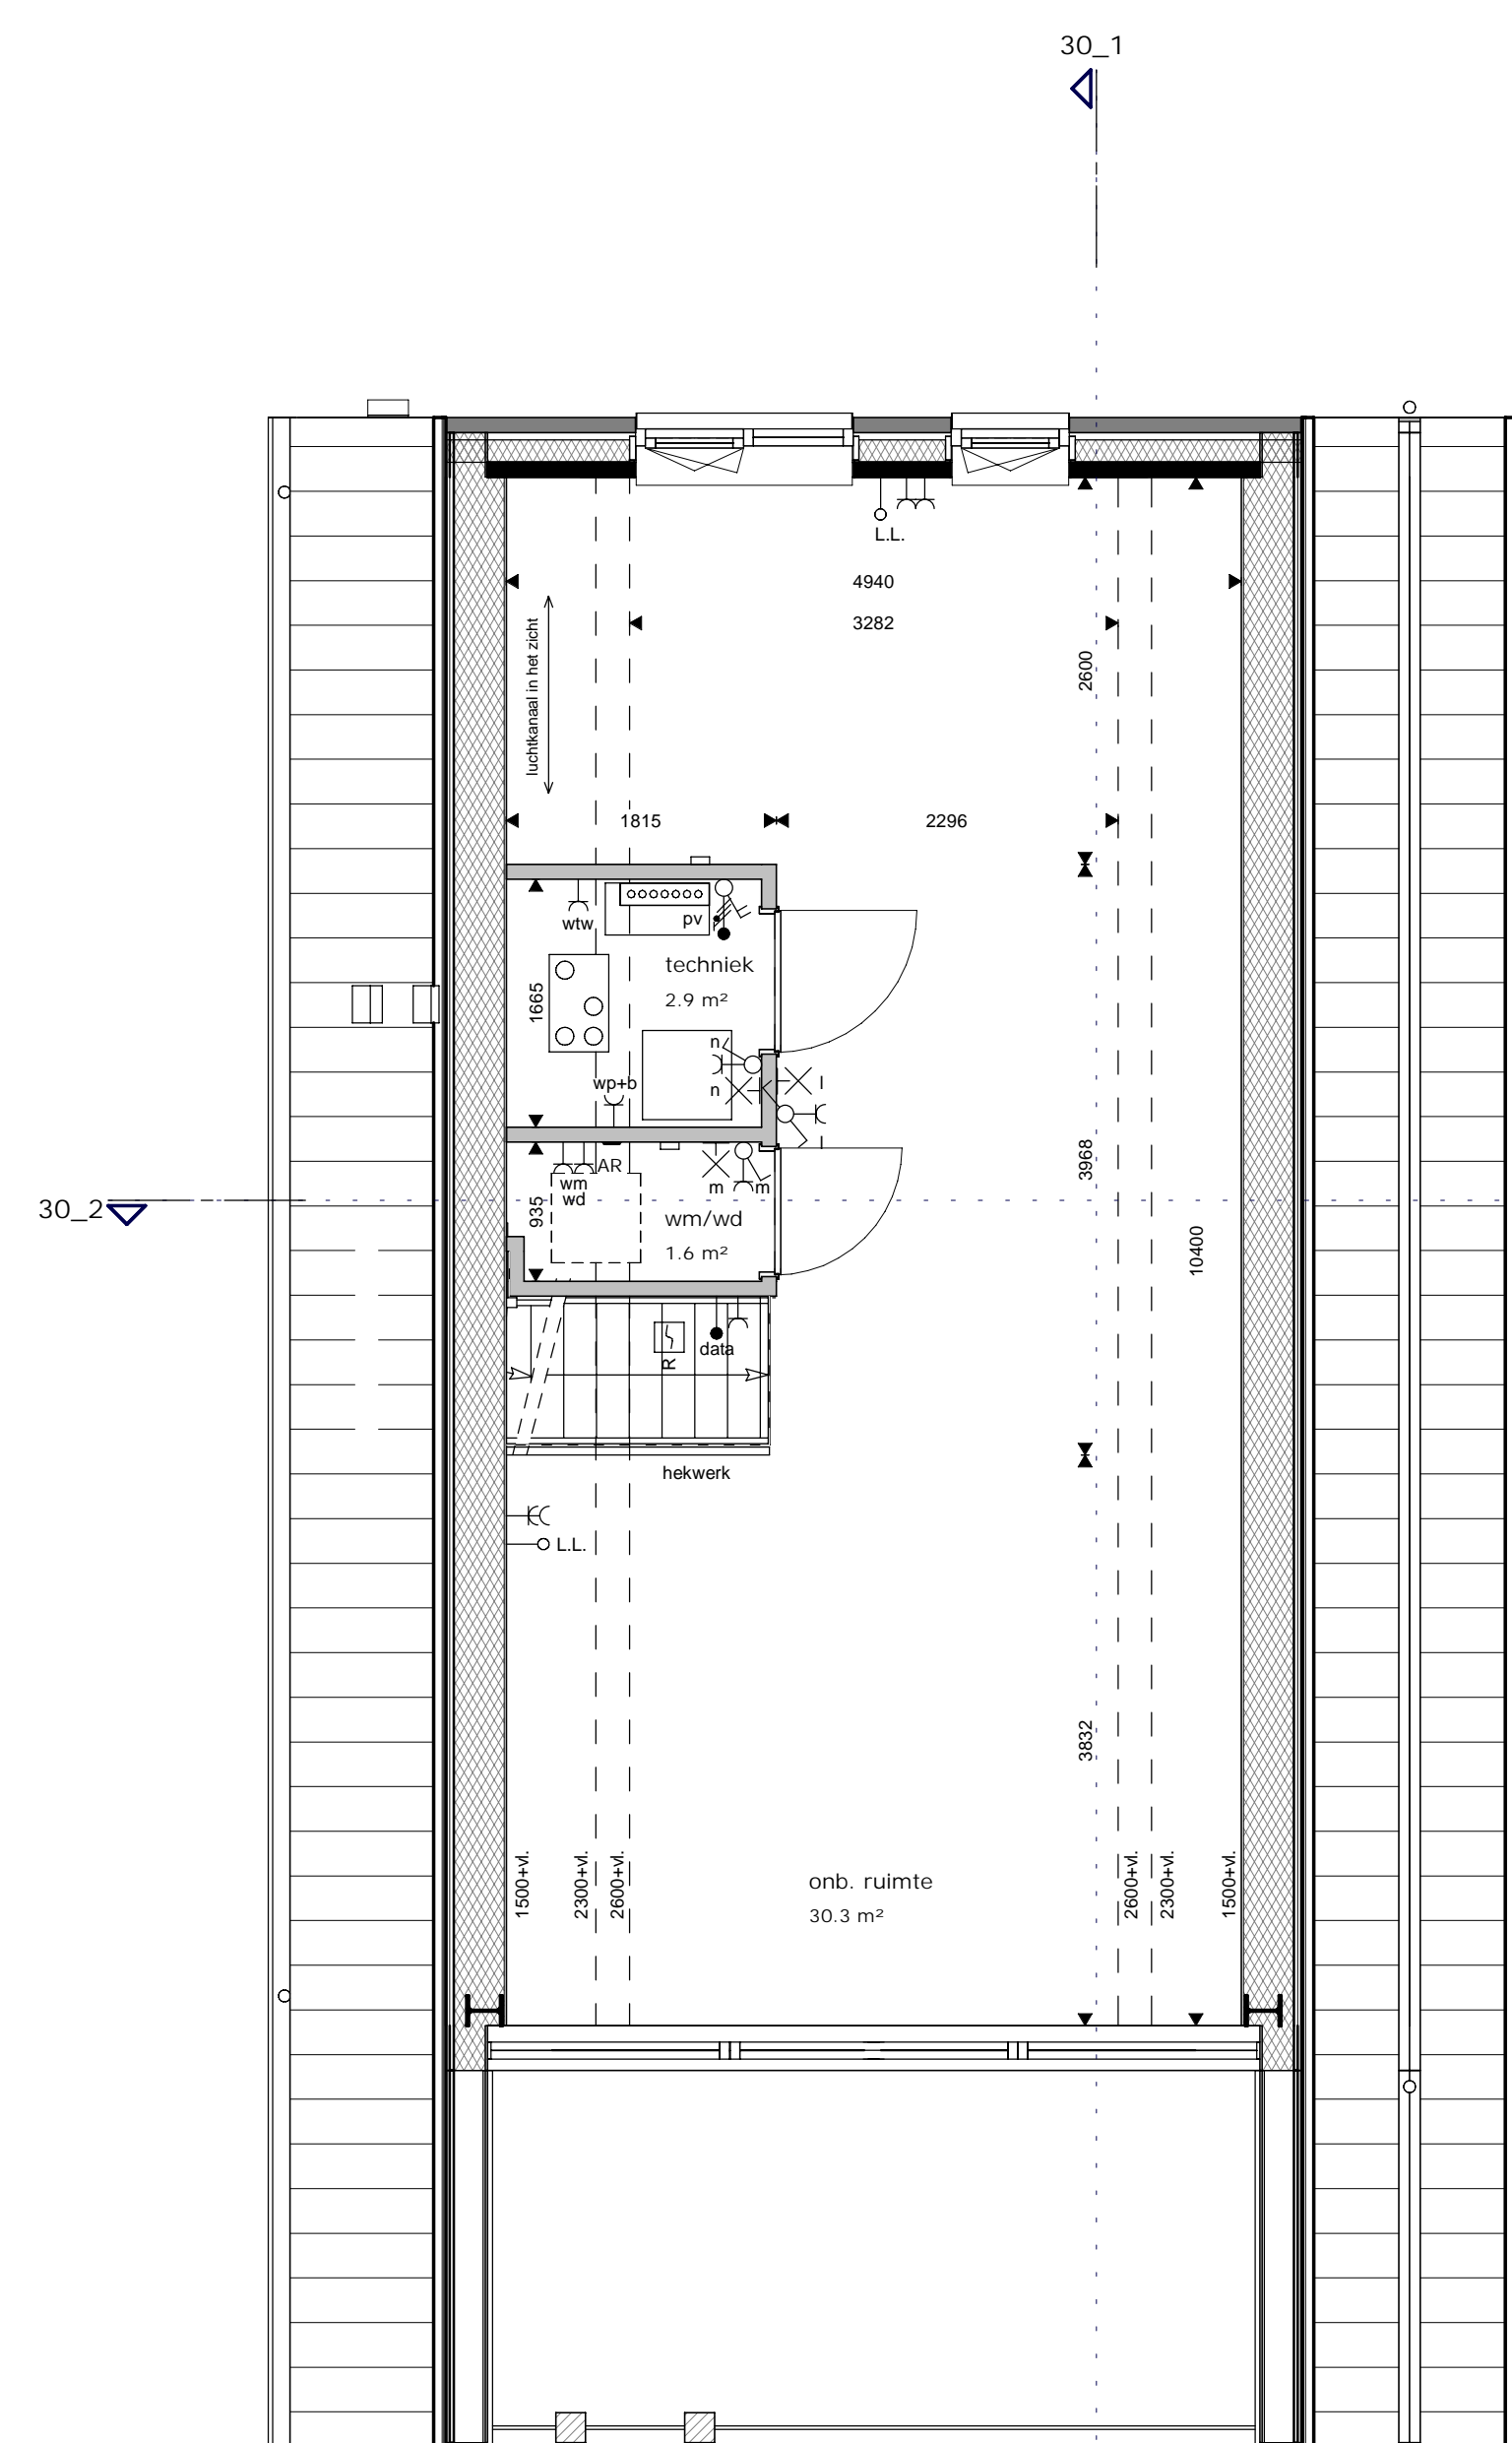 30_1
L.L.
4940
3282
2600
luchtkanaal in het zicht
1815
2296
wtw
pv
techniek
2.9 m²
1665
n
wp+b
n
l
l
3968
AR
wm
wd
m
m
935
wm/wd
1.6 m²
30_2
10400
R
data
hekwerk
L.L.
3832
1500+vl.
2300+vl.
2600+vl.
onb. ruimte
30.3 m²
2600+vl.
2300+vl.
1500+vl.